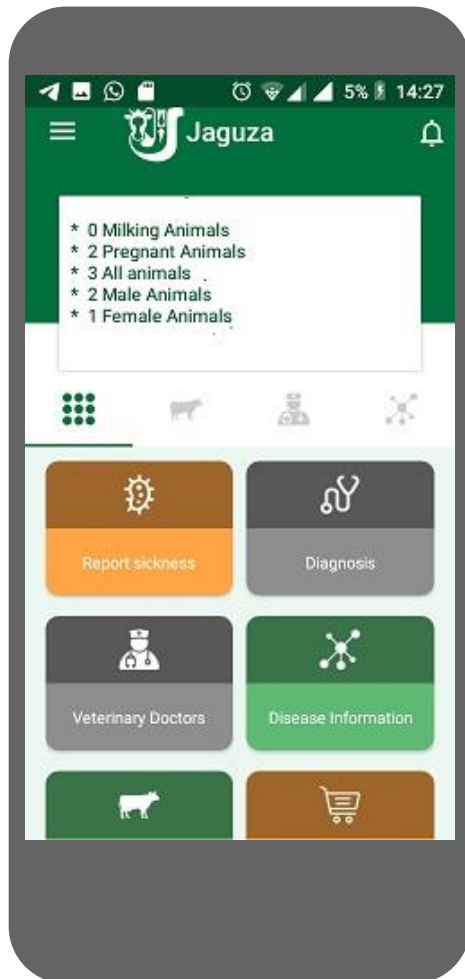 5% 14:27
Jaguza
* 0 Milking Animals
* 2 Pregnant Animals
* 3 All animals
* 2 Male Animals
* 1 Female Animals
Report sickness
Diagnosis
Veterinary Doctors
Disease Information